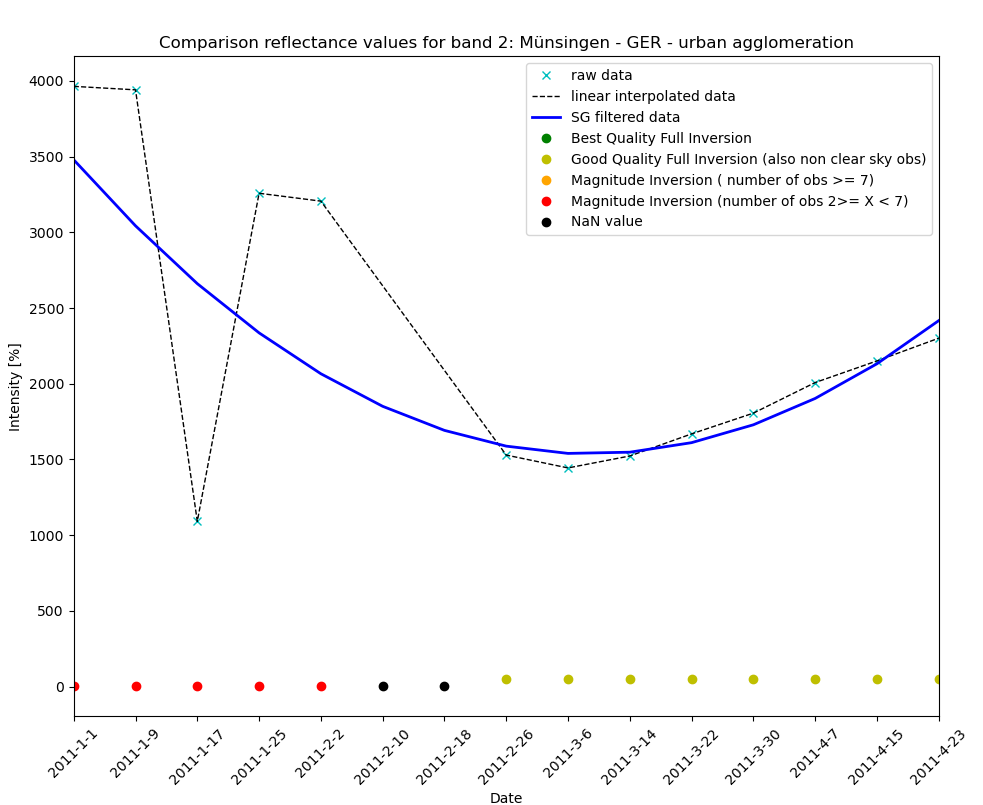 Comparison reflectance values for band 2: Münsingen - GER - urban agglomeration
raw data
linear interpolated data
SG filtered data
Best Quality Full Inversion
Good Quality Full Inversion (also non clear sky obs)
Magnitude Inversion ( number of obs >= 7)
Magnitude Inversion (number of obs 2>= X < 7)
NaN value
4000
3500
3000
2500
2000
1500
1000
500
0
Intensity [%]
2011-1-1
2011-1-9
2011-1-17
2011-1-25
2011-2-2
2011-2-10
2011-2-18
2011-2-26
2011-3-6
2011-3-14
2011-3-22
2011-3-30
2011-4-7
2011-4-15
2011-4-23
Date